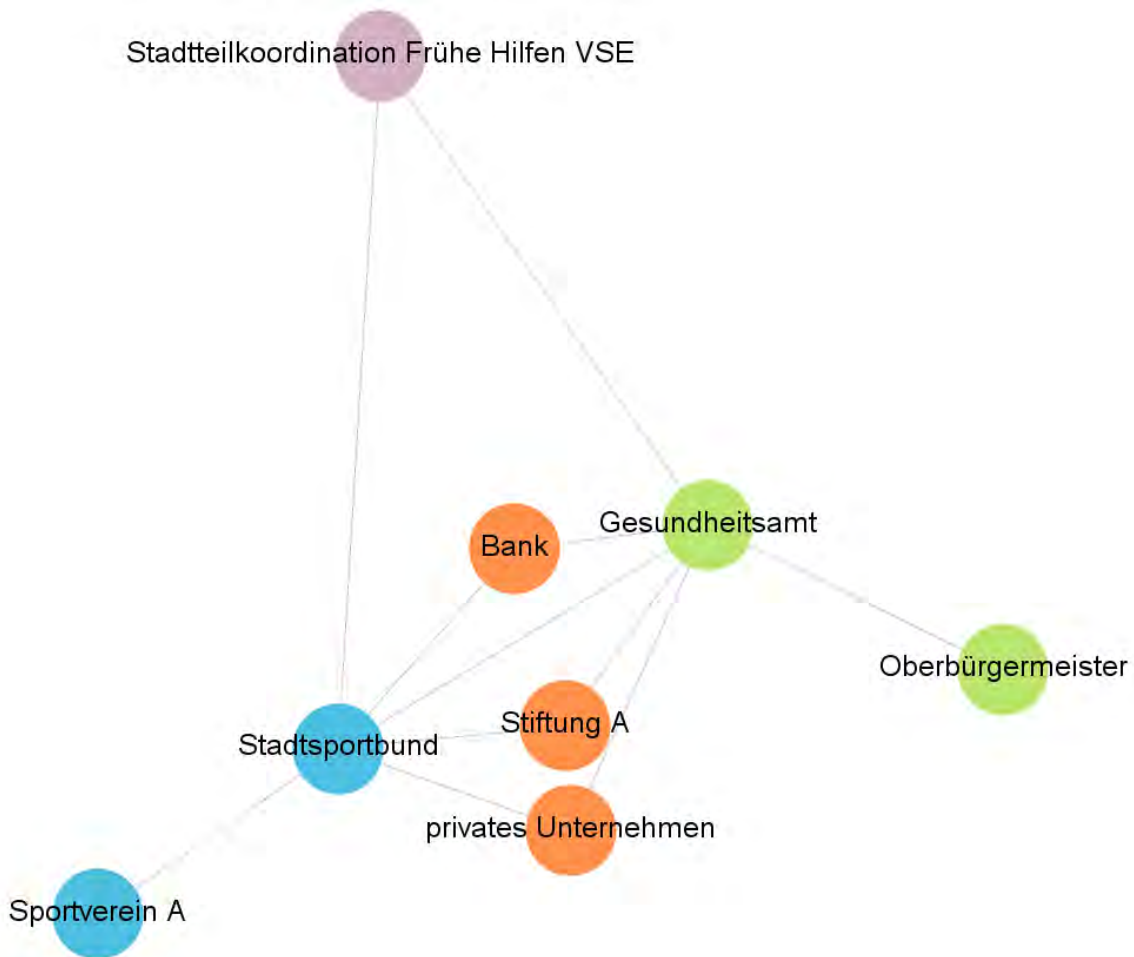 Stadtteilkoordination Frühe Hilfen VSE
Gesundheitsamt
Bank
Oberbürgermeister
Stiftung A
Stadtsportbund
privates Unternehmen
Sportverein A